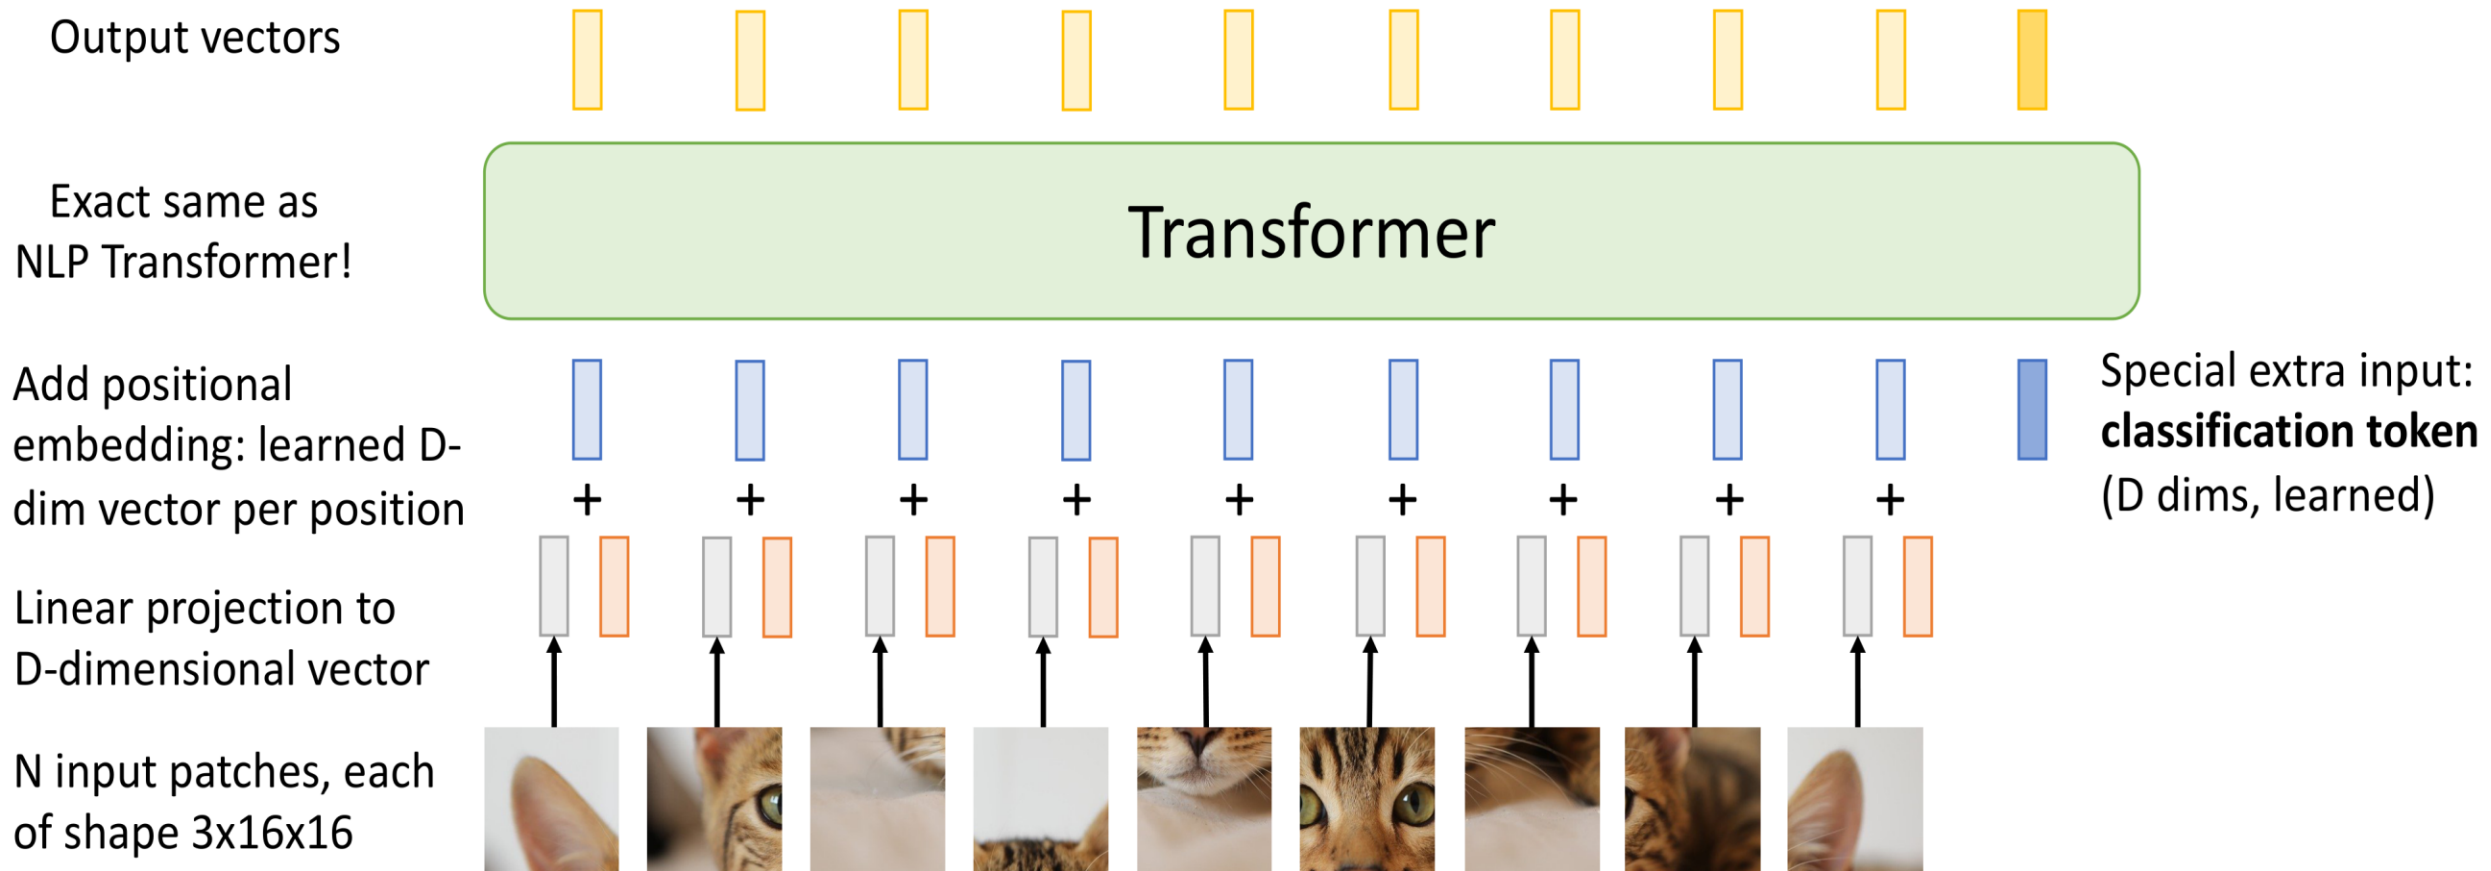 Output vectors
Exact same as
NLP Transformer!
Transformer
Add positional
embedding: learned D-
dim vector per position
Special extra input:
classification token
(D dims, learned)
+ + + + + + + + +
Linear projection to
D-dimensional vector
N input patches, each
of shape 3x16x16